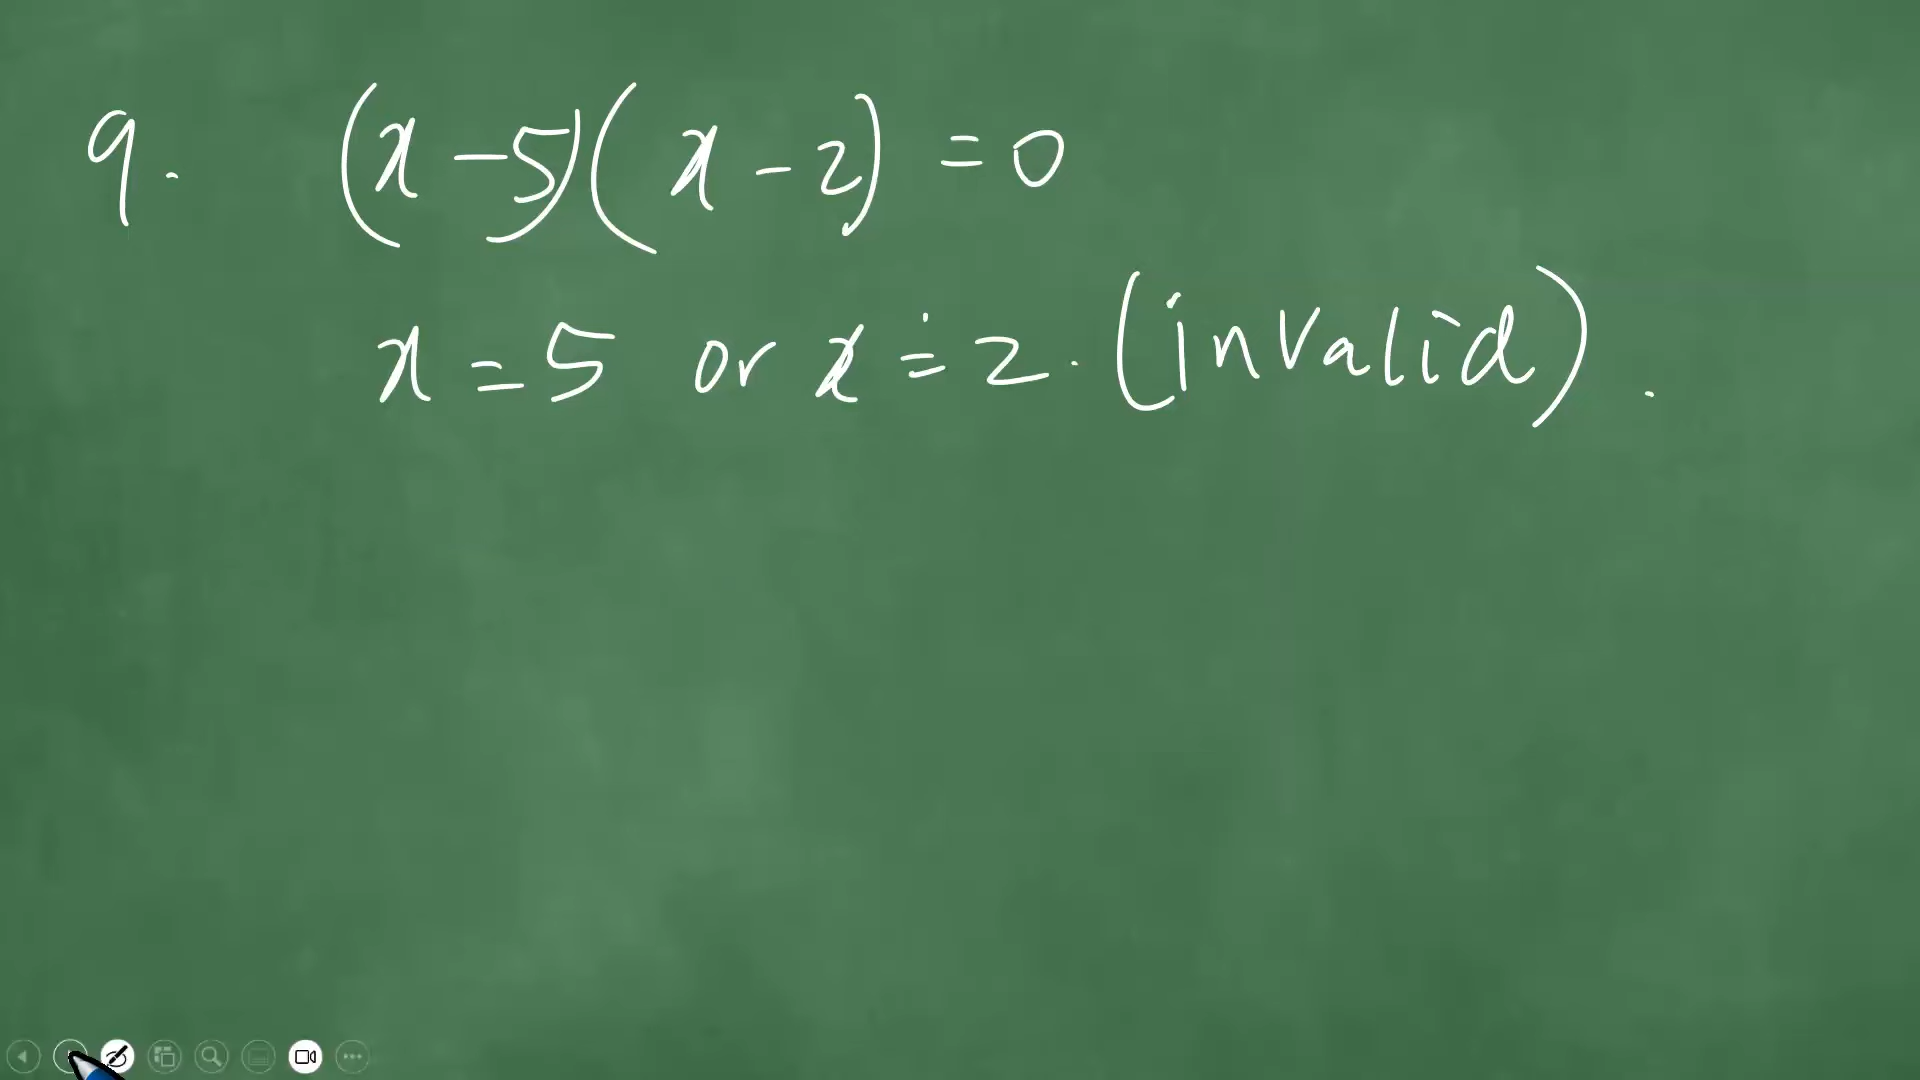 9. (x-5)(x-2) = 0
x = 5 or x = 2. (invalid).